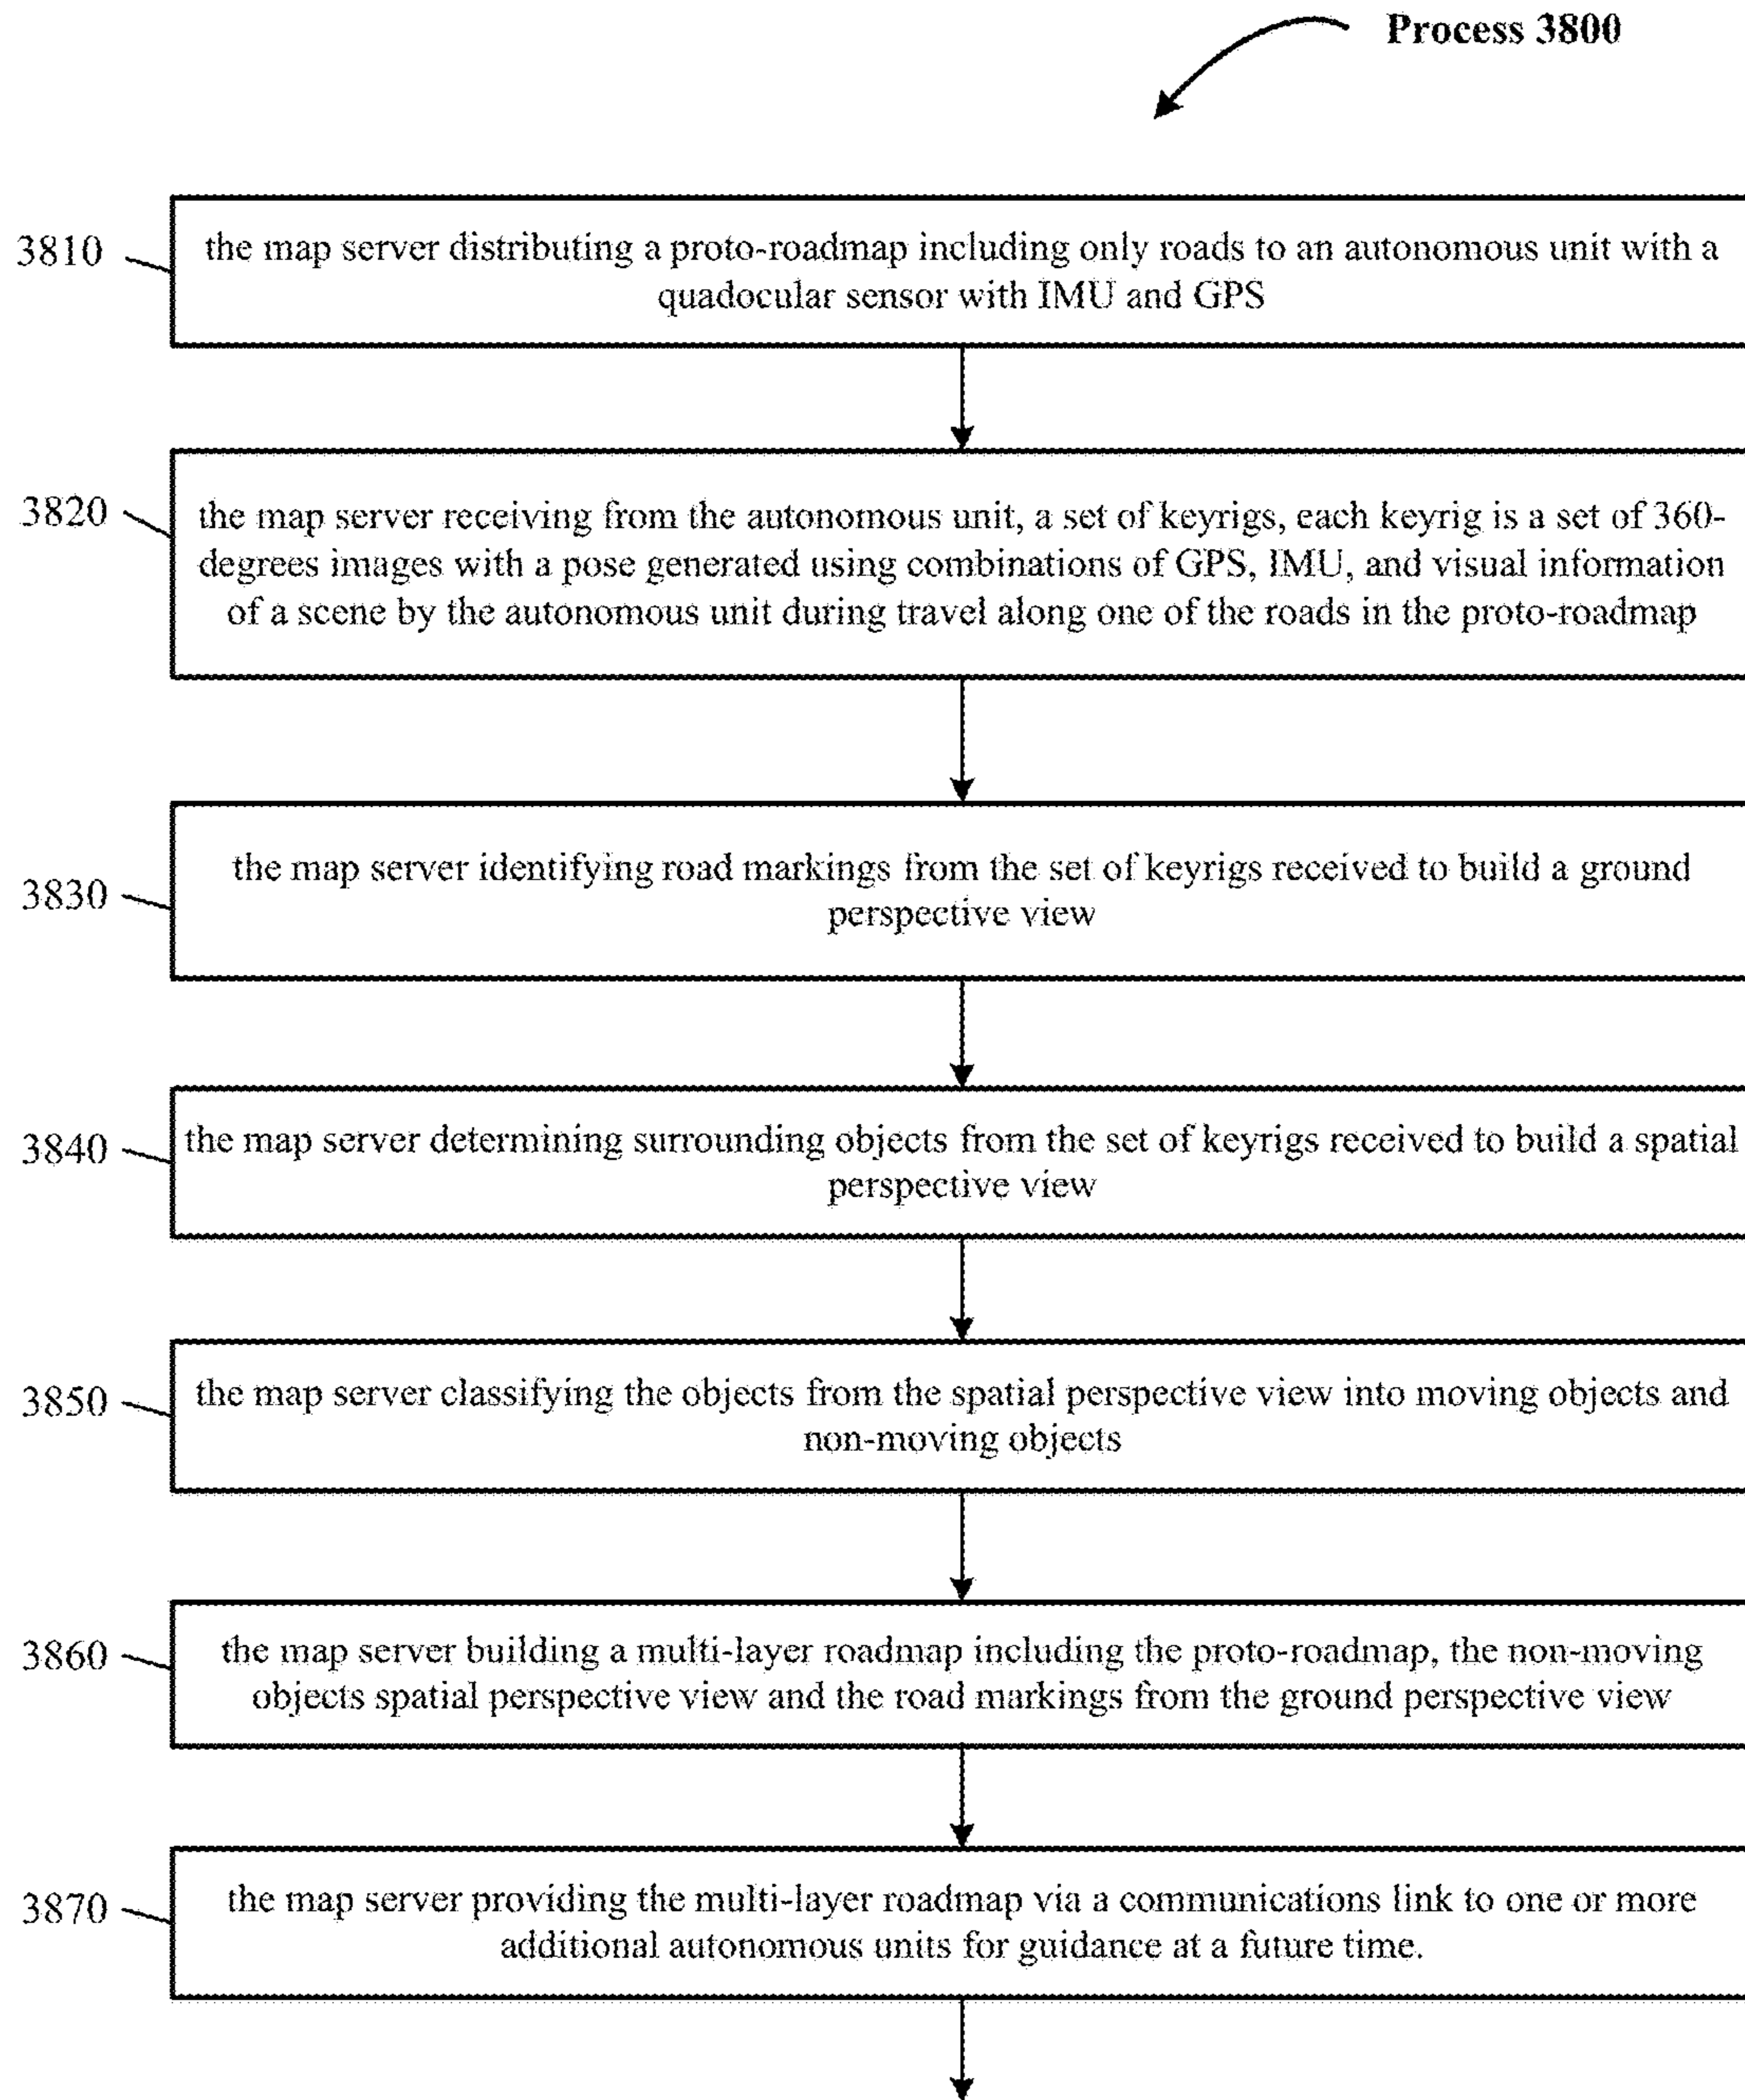 Process 3800
3810
the map server distributing a proto-roadmap including only roads to an autonomous unit with a
quadocular sensor with IMU and GPS
3820
the map server receiving from the autonomous unit, a set of keyrigs, each keyrig is a set of 360-
degrees images with a pose generated using combinations of GPS, IMU, and visual information
of a scene by the autonomous unit during travel along one of the roads in the proto-roadmap
3830
the map server identifying road markings from the set of keyrigs received to build a ground
perspective view
3840
the map server determining surrounding objects from the set of keyrigs received to build a spatial
perspective view
3850
the map server classifying the objects from the spatial perspective view into moving objects and
non-moving objects
3860
the map server building a multi-layer roadmap including the proto-roadmap, the non-moving
objects spatial perspective view and the road markings from the ground perspective view
3870
the map server providing the multi-layer roadmap via a communications link to one or more
additional autonomous units for guidance at a future time.